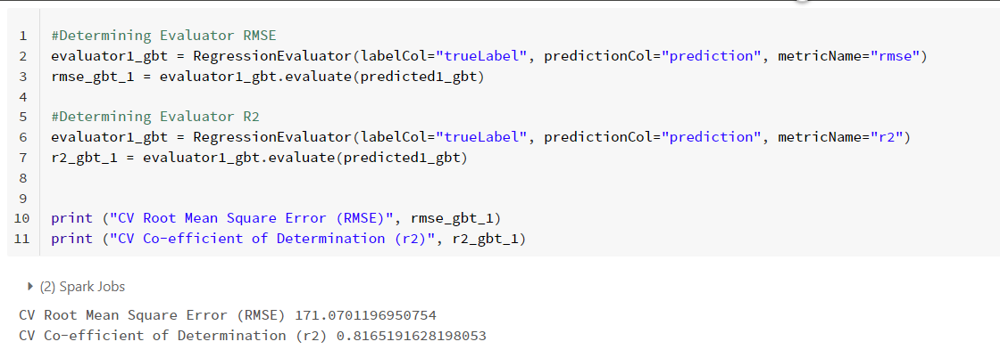 1 #Determining Evaluator RMSE
2 evaluator1_gbt = RegressionEvaluator(labelCol="trueLabel", predictionCol="prediction", metricName="rmse")
3 rmse_gbt_1 = evaluator1_gbt.evaluate(predicted1_gbt)
4
5 #Determining Evaluator R2
6 evaluator1_gbt = RegressionEvaluator(labelCol="trueLabel", predictionCol="prediction", metricName="r2")
7 r2_gbt_1 = evaluator1_gbt.evaluate(predicted1_gbt)
8
9
10 print ("CV Root Mean Square Error (RMSE)", rmse_gbt_1)
11 print ("CV Co-efficient of Determination (r2)", r2_gbt_1)
(2) Spark Jobs
CV Root Mean Square Error (RMSE) 171.0701196950754
CV Co-efficient of Determination (r2) 0.8165191628198053